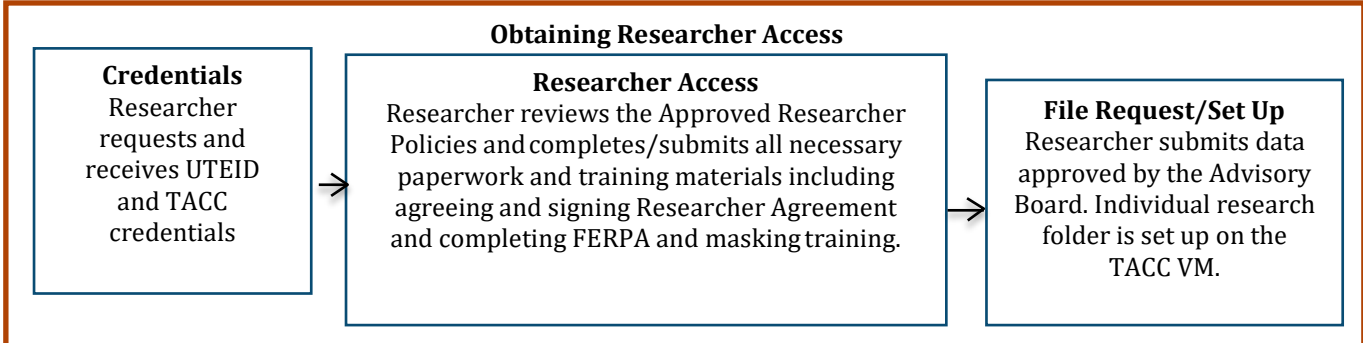 Obtaining Researcher Access
Credentials
Researcher
requests and
receives UTEID
and TACC
credentials
Researcher Access
Researcher reviews the Approved Researcher
Policies and completes/submits all necessary
paperwork and training materials including
agreeing and signing Researcher Agreement
and completing FERPA and masking training.
File Request/Set Up
Researcher submits data
approved by the Advisory
Board. Individual research
folder is set up on the
TACC VM.